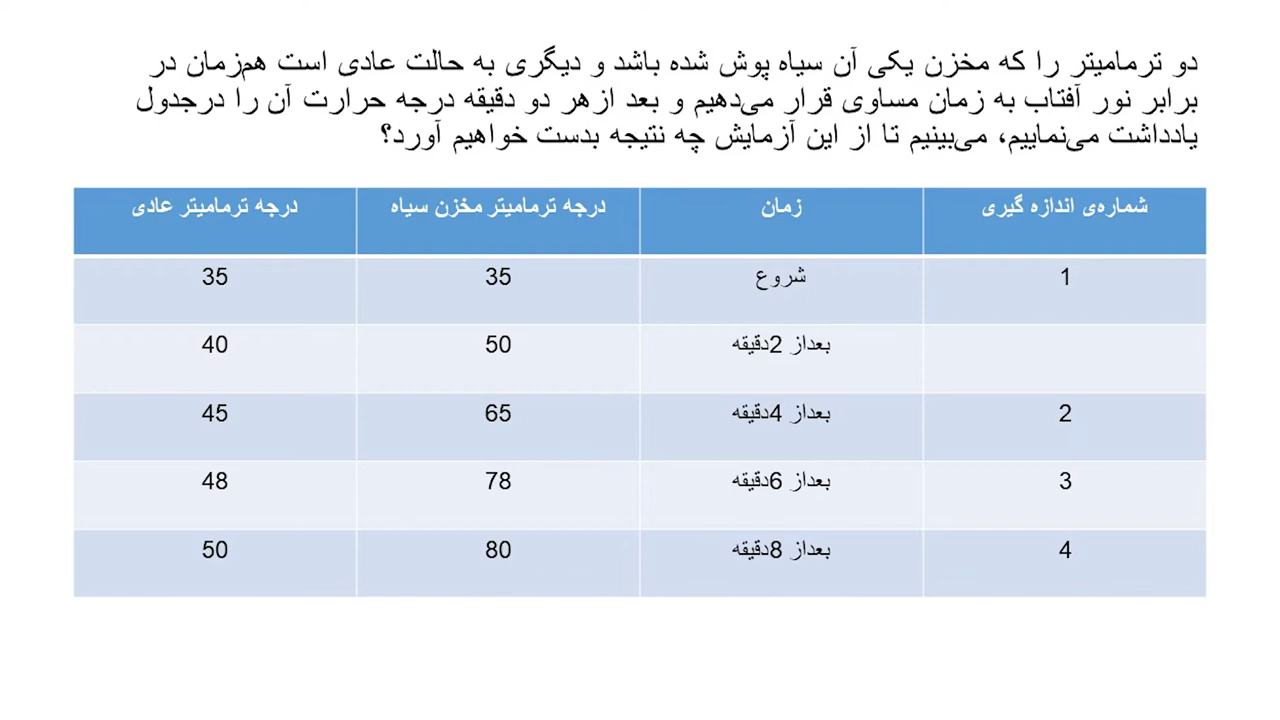 دو ترمامیتر را که مخزن یکی آن سیاه پوش شده باشد و دیگری به حالت عادی است هم‌زمان در
برابر نور آفتاب به زمان مساوی قرار می‌دهیم و بعد ازهر دو دقیقه درجه حرارت آن را درجدول
یادداشت می‌نماییم، می‌بینیم تا از این آزمایش چه نتیجه بدست خواهیم آورد؟
شماره‌ی اندازه گیری زمان درجه ترمامیتر مخزن سیاه درجه ترمامیتر عادی
1 شروع 35 35
بعداز 2دقیقه 50 40
2 بعداز 4دقیقه 65 45
3 بعداز 6دقیقه 78 48
4 بعداز 8دقیقه 80 50